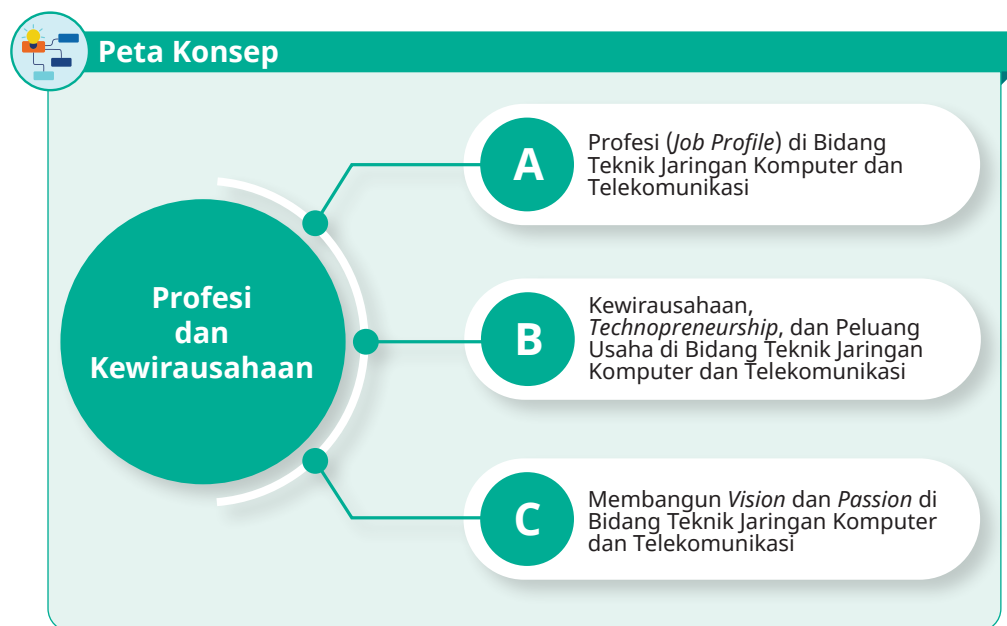 Peta Konsep
Profesi
dan
Kewirausahaan
A
Profesi (Job Profile) di Bidang
Teknik Jaringan Komputer dan
Telekomunikasi
B
Kewirausahaan,
Technopreneurship, dan Peluang
Usaha di Bidang Teknik Jaringan
Komputer dan Telekomunikasi
C
Membangun Vision dan Passion di
Bidang Teknik Jaringan Komputer
dan Telekomunikasi